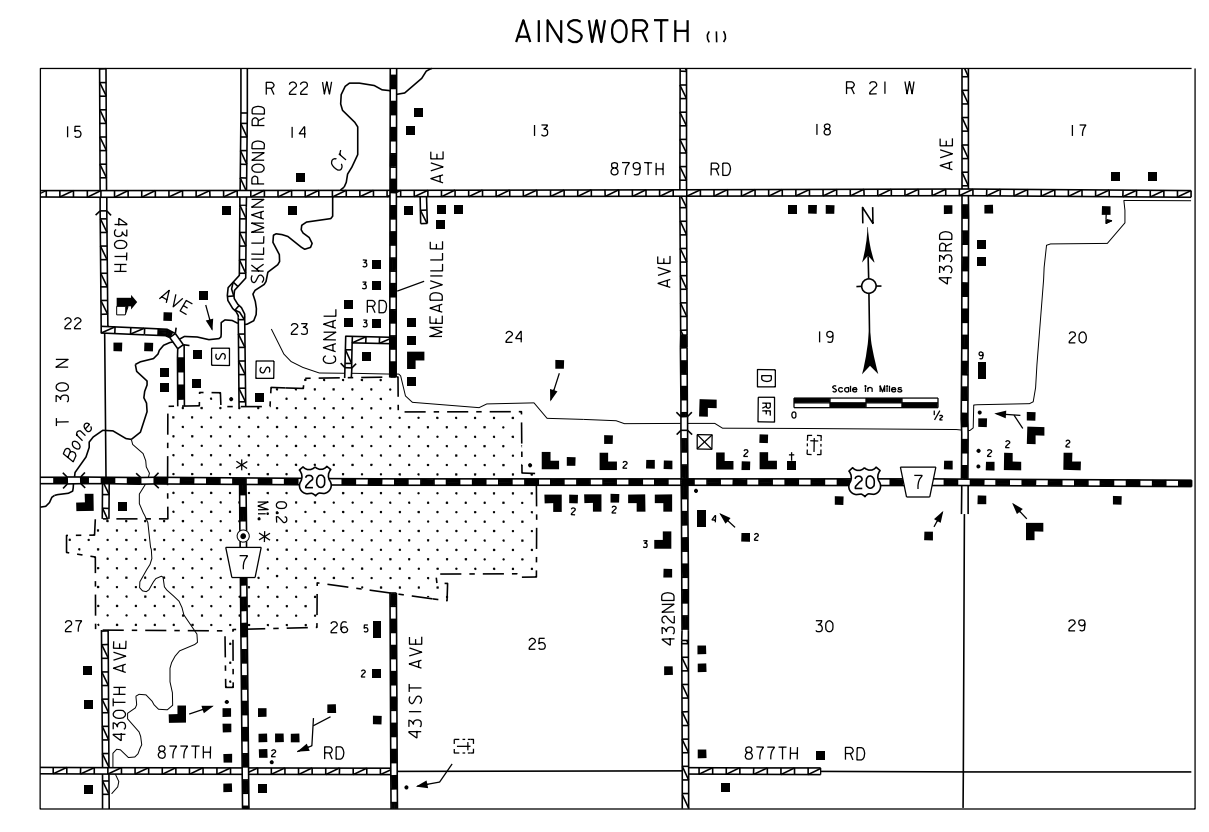 AINSWORTH (1)
R 22 W
R 21 W
15
14
13
18
17
SKILLMAN POND RD
Cr
AVE
AVE
879TH RD
430TH
AVE
N
433RD
AVE
MEADVILLE
3
3
RD
3
CANAL
22
23
24
19
20
S
S
T 30 N
Bone
D
RF
Scale in Miles
0 1/2
9
2
2
2
2
2
20
20
7
0.2
MI.
2
2
4
2
3
7
27
26
25
30
29
5
2
432ND
430TH AVE
431ST AVE
2
877TH RD
877TH RD